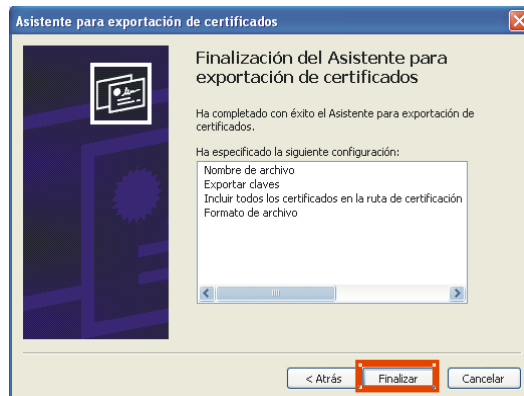 Asistente para exportación de certificados
Finalización del Asistente para
exportación de certificados
Ha completado con éxito el Asistente para exportación de
certificados.
Ha especificado la siguiente configuración:
Nombre de archivo
Exportar claves
Incluir todos los certificados en la ruta de certificación
Formato de archivo
< Atrás
Finalizar
Cancelar